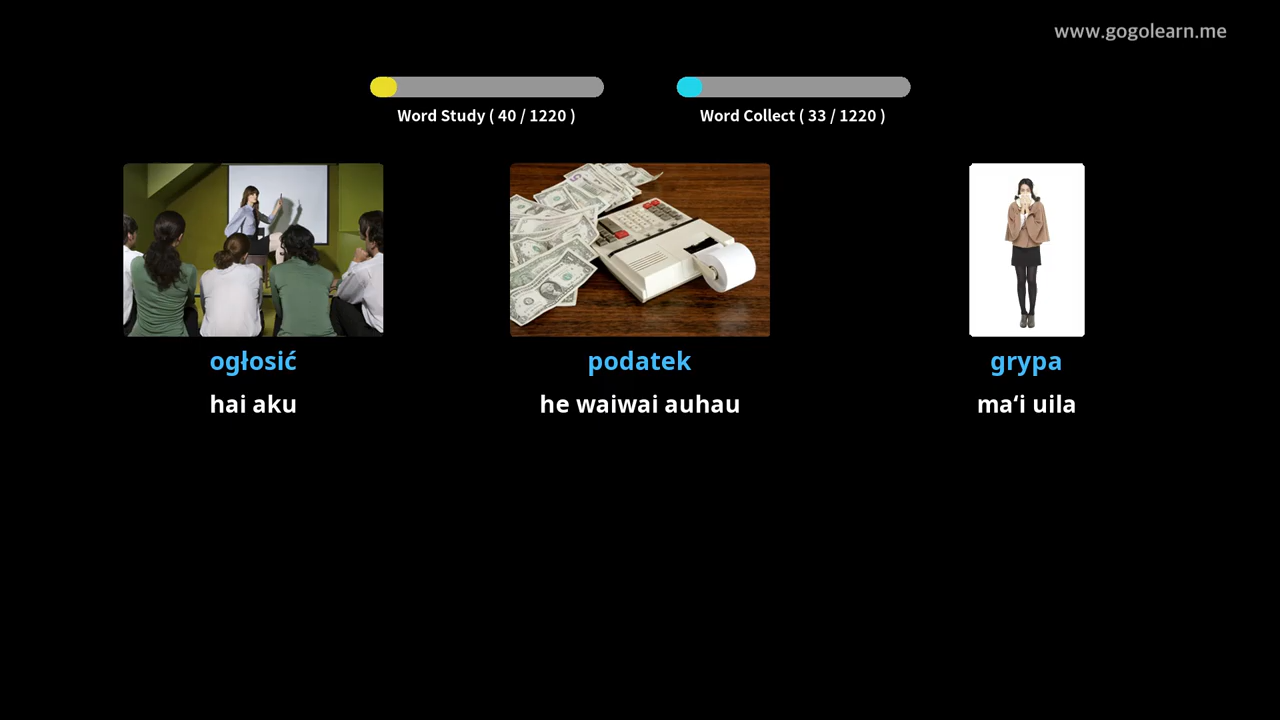 www.gogolearn.me
Word Study ( 40 / 1220 )
Word Collect ( 33 / 1220 )
ogłosić
podatek
grypa
hai aku
he waiwai auhau
maʻi uila